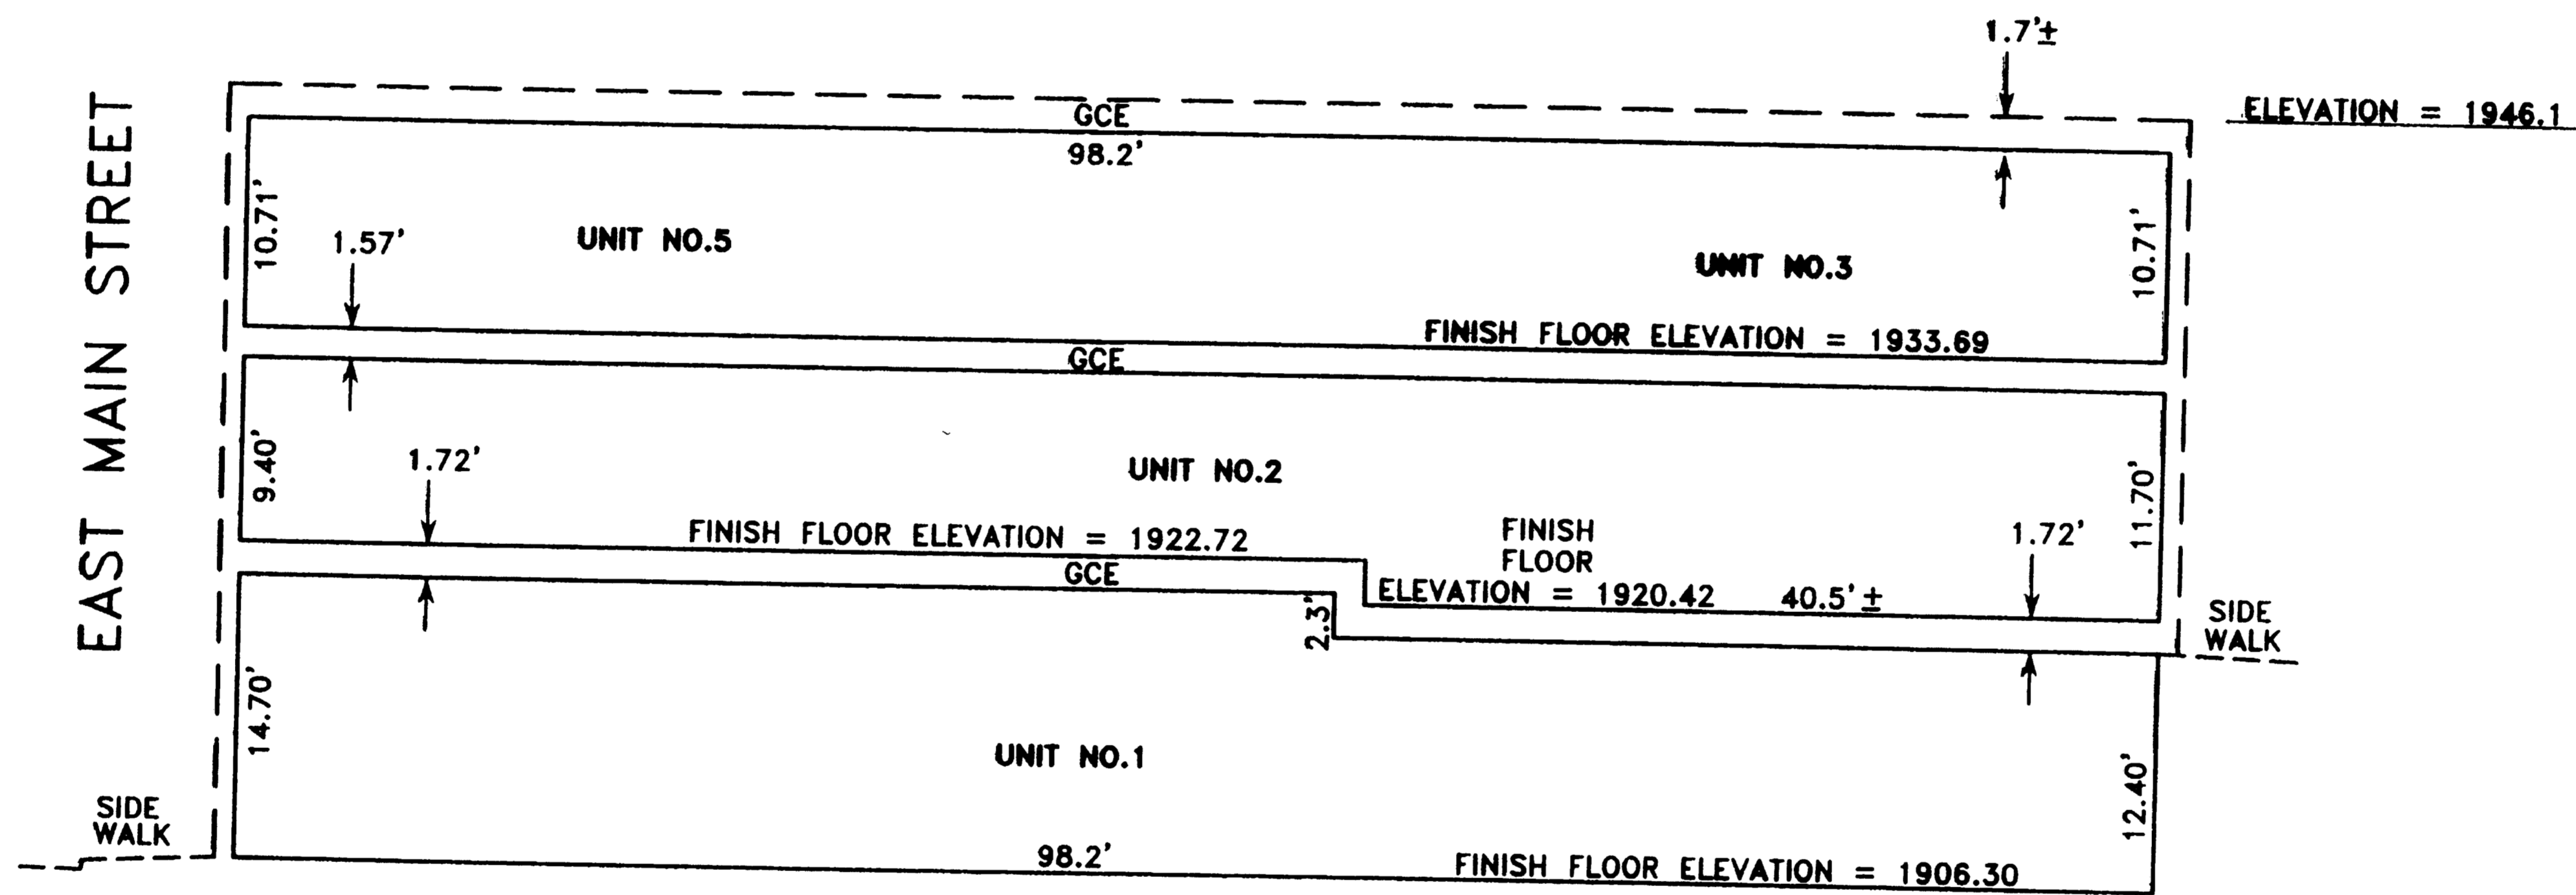 1.7'±
ELEVATION = 1946.1
GCE
98.2'
EAST MAIN STREET
10.71'
1.57'
UNIT NO.5
UNIT NO.3
10.71'
FINISH FLOOR ELEVATION = 1933.69
GCE
9.40'
1.72'
UNIT NO.2
11.70'
FINISH FLOOR ELEVATION = 1922.72
FINISH
FLOOR
ELEVATION = 1920.42
40.5'±
1.72'
GCE
2.3'
SIDE
WALK
14.70'
UNIT NO.1
12.40'
SIDE
WALK
98.2'
FINISH FLOOR ELEVATION = 1906.30